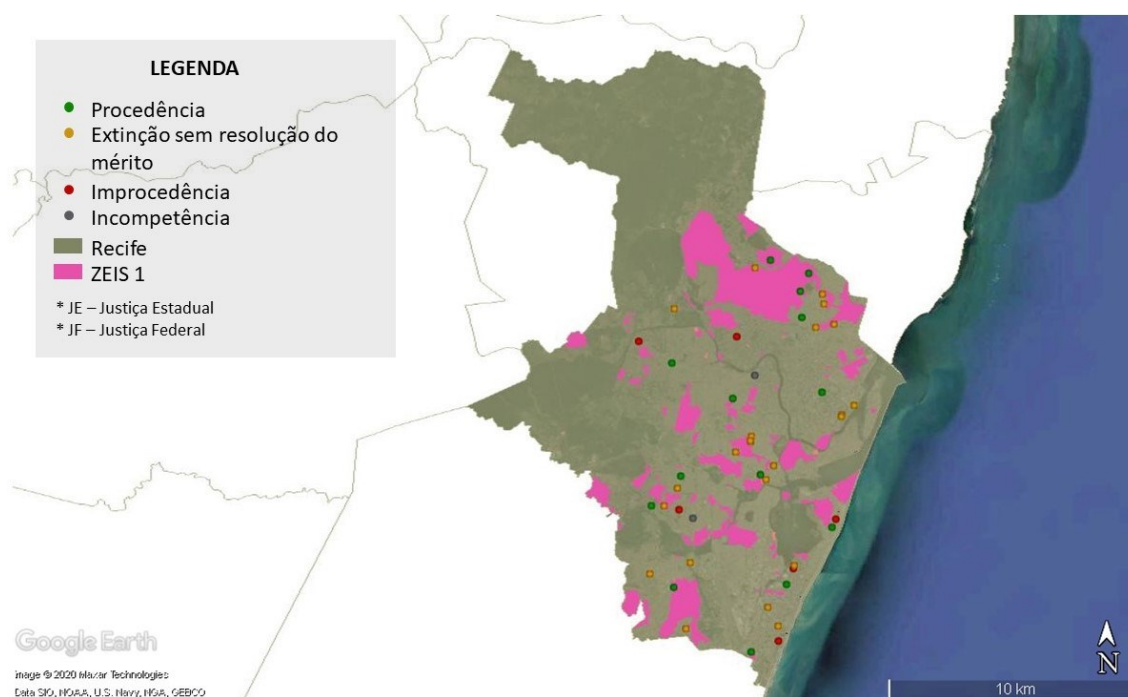 LEGENDA
Procedência
Extinção sem resolução do
mérito
Improcedência
Incompetência
Recife
ZEIS 1
* JE – Justiça Estadual
* JF – Justiça Federal
Google Earth
Image © 2020 Maxar Technologies
Data SIO, NOAA, U.S. Navy, NGA, GEBCO
N
10 km